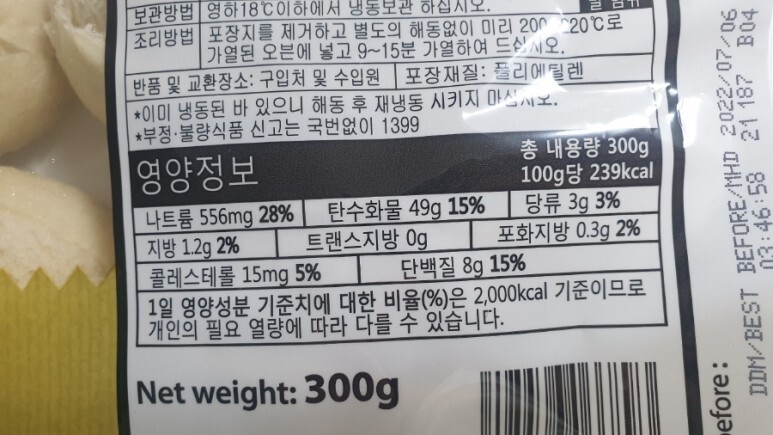 보관방법 영하18℃이하에서 냉동보관 하십시오.
조리방법 포장지를 제거하고 별도의 해동없이 미리 200~220℃로
가열된 오븐에 넣고 9~15분 가열하여 드십시오.
반품 및 교환장소: 구입처 및 수입원 포장재질: 폴리에틸렌
*이미 냉동된 바 있으니 해동 후 재냉동 시키지 마십시오.
*부정·불량식품 신고는 국번없이 1399
영양정보 총 내용량 300g
100g당 239kcal
나트륨 556mg 28% 탄수화물 49g 15% 당류 3g 3%
지방 1.2g 2% 트랜스지방 0g 포화지방 0.3g 2%
콜레스테롤 15mg 5% 단백질 8g 15%
1일 영양성분 기준치에 대한 비율(%)은 2,000kcal 기준이므로
개인의 필요 열량에 따라 다를 수 있습니다.
Net weight: 300g
before:
DDM/BEST BEFORE/MHD 2022/07.06
03:46:58 21 187 B04